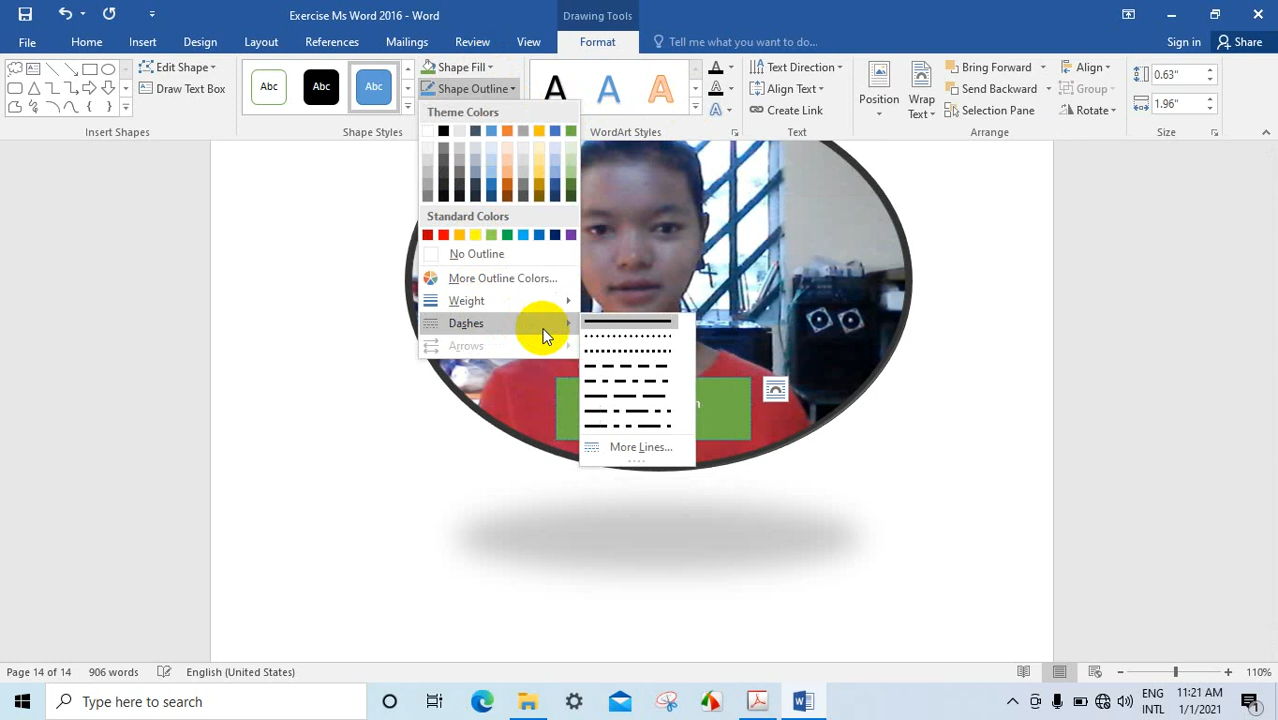 Exercise Ms Word 2016 - Word
Drawing Tools
File Home Insert Design Layout References Mailings Review View Format Tell me what you want to do... Sign in Share
Edit Shape
Draw Text Box
Insert Shapes
Abc Abc Abc
Shape Styles
Shape Fill
Shape Outline
A A A
WordArt Styles
A
A
A
Text Direction
Align Text
Create Link
Text
Position
Wrap Text
Bring Forward
Send Backward
Selection Pane
Align
Group
Rotate
Arrange
0.63"
1.96"
Size
Theme Colors
Standard Colors
No Outline
More Outline Colors...
Weight
Dashes
Arrows
More Lines...
Page 14 of 14 906 words English (United States) 110%
Type here to search
ENG
INTL
11:21 AM
1/1/2021
1